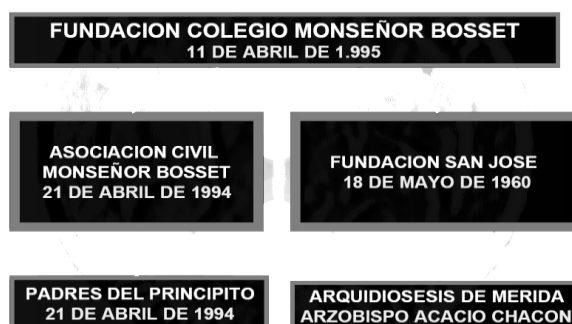 FUNDACION COLEGIO MONSEÑOR BOSSET
11 DE ABRIL DE 1.995
ASOCIACION CIVIL
MONSEÑOR BOSSET
21 DE ABRIL DE 1994
FUNDACION SAN JOSE
18 DE MAYO DE 1960
PADRES DEL PRINCIPITO
21 DE ABRIL DE 1994
ARQUIDIOSESIS DE MERIDA
ARZOBISPO ACACIO CHACON